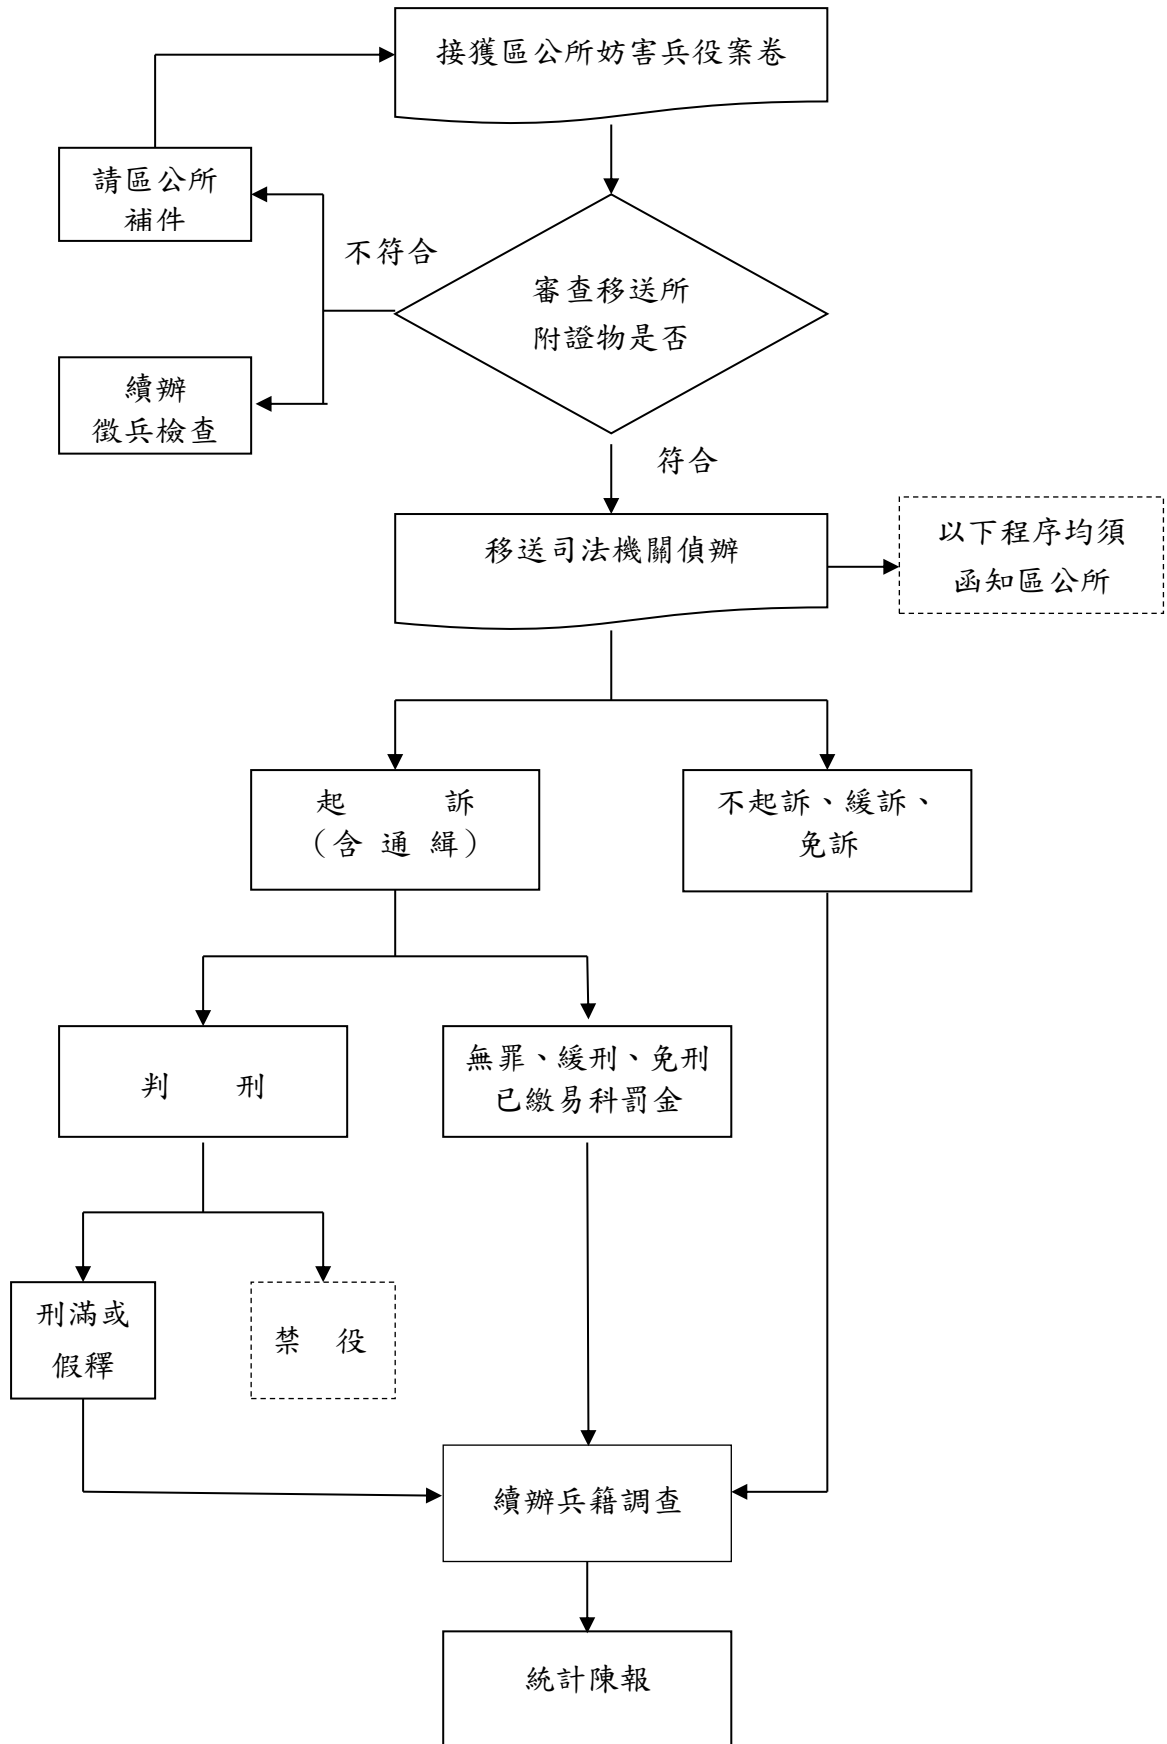 接獲區公所妨害兵役案卷
請區公所
補件
不符合
審查移送所
附證物是否
續辦
徵兵檢查
符合
移送司法機關偵辦
以下程序均須
函知區公所
起 訴
（含 通 緝）
不起訴、緩訴、
免訴
判 刑
無罪、緩刑、免刑
已繳易科罰金
刑滿或
假釋
禁 役
續辦兵籍調查
統計陳報